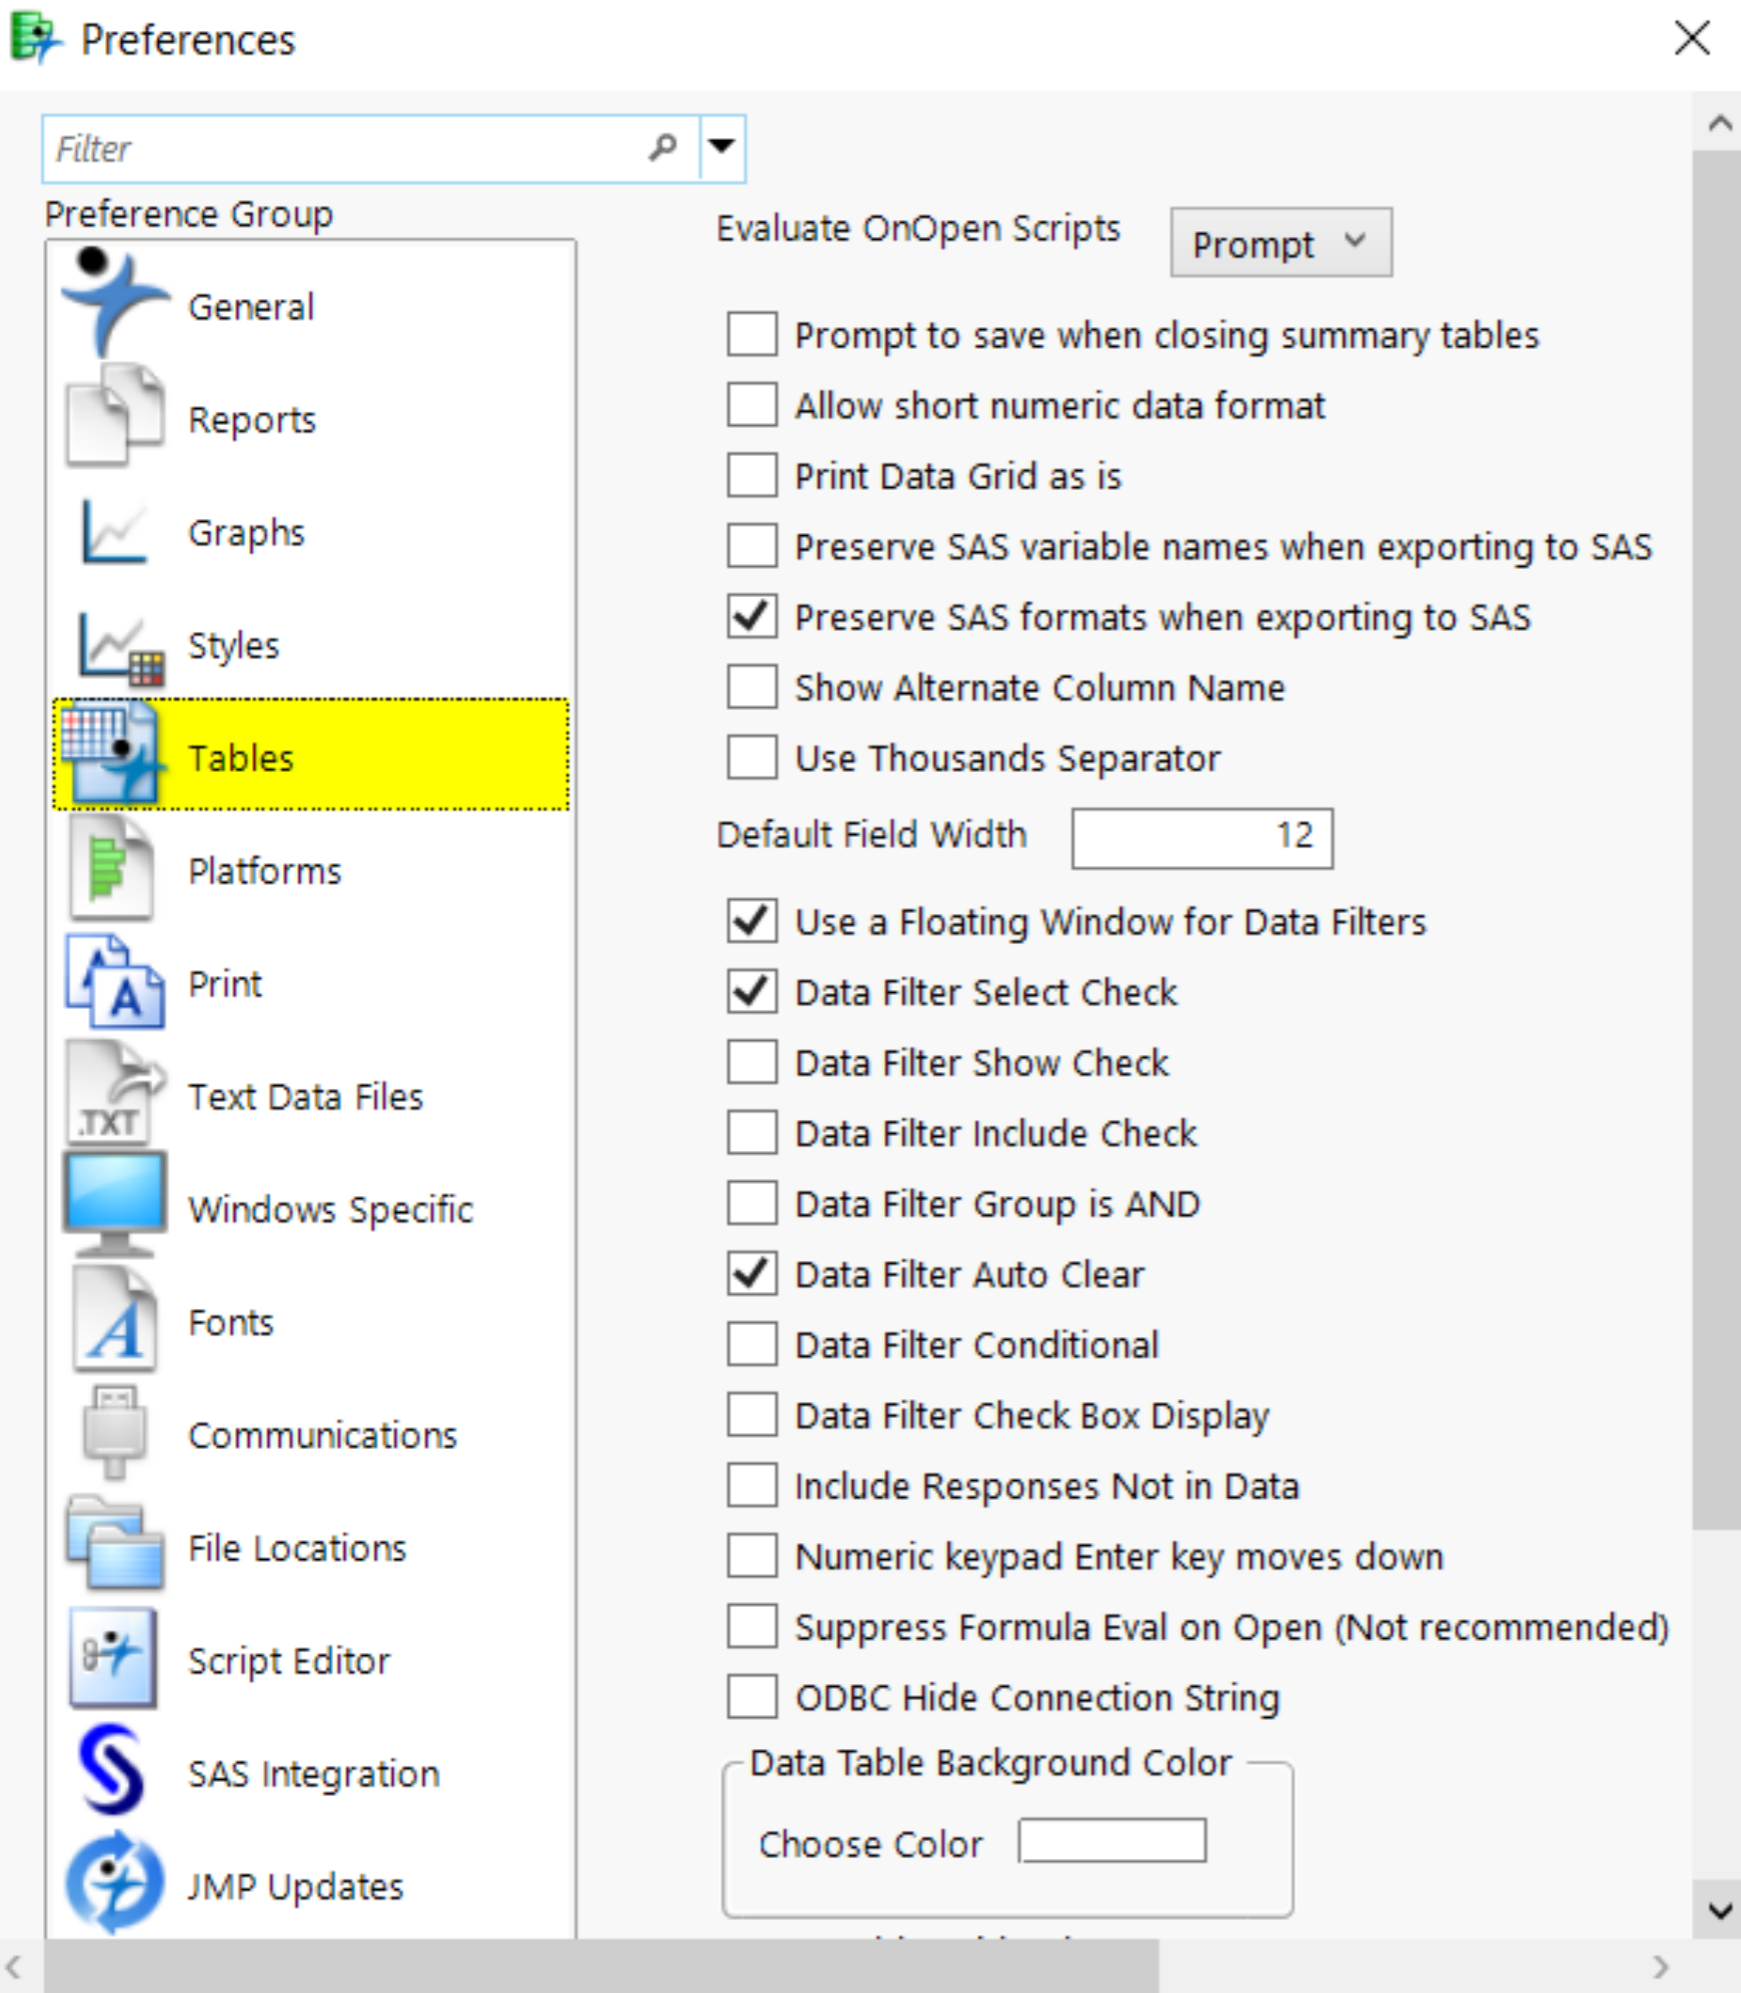 Preferences
Filter
Preference Group
General
Reports
Graphs
Styles
Tables
Platforms
Print
.TXT
Text Data Files
Windows Specific
Fonts
Communications
File Locations
Script Editor
SAS Integration
JMP Updates
Evaluate OnOpen Scripts Prompt
Prompt to save when closing summary tables
Allow short numeric data format
Print Data Grid as is
Preserve SAS variable names when exporting to SAS
Preserve SAS formats when exporting to SAS
Show Alternate Column Name
Use Thousands Separator
Default Field Width 12
Use a Floating Window for Data Filters
Data Filter Select Check
Data Filter Show Check
Data Filter Include Check
Data Filter Group is AND
Data Filter Auto Clear
Data Filter Conditional
Data Filter Check Box Display
Include Responses Not in Data
Numeric keypad Enter key moves down
Suppress Formula Eval on Open (Not recommended)
ODBC Hide Connection String
Data Table Background Color
Choose Color